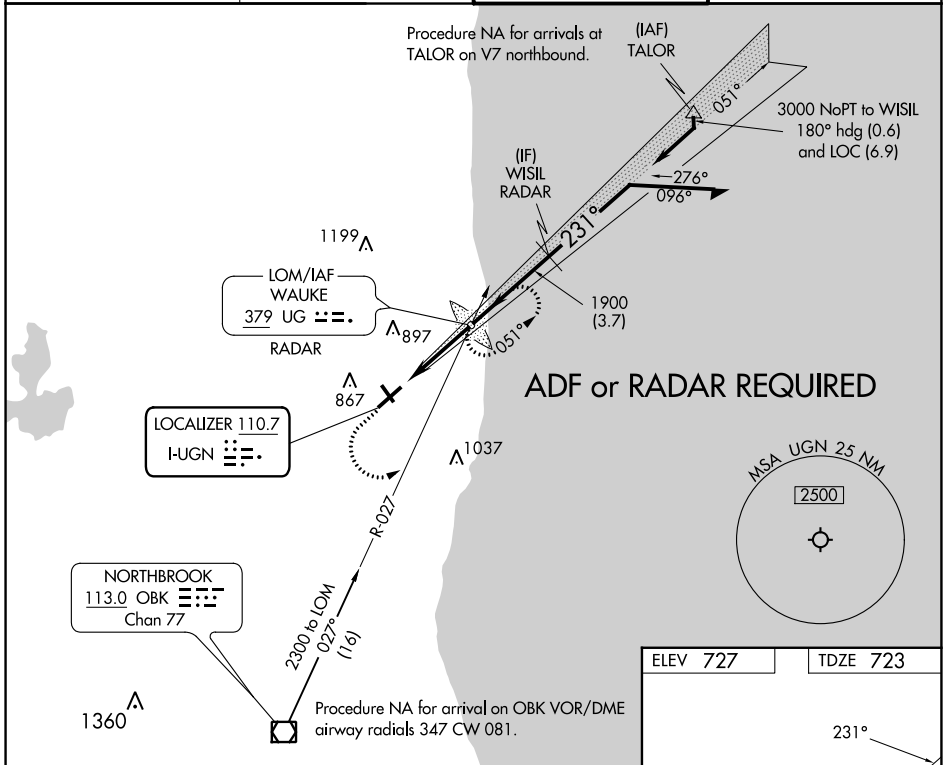 Procedure NA for arrivals at
TALOR on V7 northbound.
(IAF)
TALOR
051°
3000 NoPT to WISIL
180° hdg (0.6)
and LOC (6.9)
(IF)
WISIL
RADAR
276°
096°
231°
1199
LOM/IAF
WAUKE
379 UG
RADAR
897
1900
(3.7)
051°
867
ADF or RADAR REQUIRED
LOCALIZER 110.7
I-UGN
1037
MSA UGN 25 NM
2500
R-027
NORTHBROOK
113.0 OBK
Chan 77
2300 to LOM
027°
(16)
ELEV 727
TDZE 723
1360
Procedure NA for arrival on OBK VOR/DME
airway radials 347 CW 081.
231°